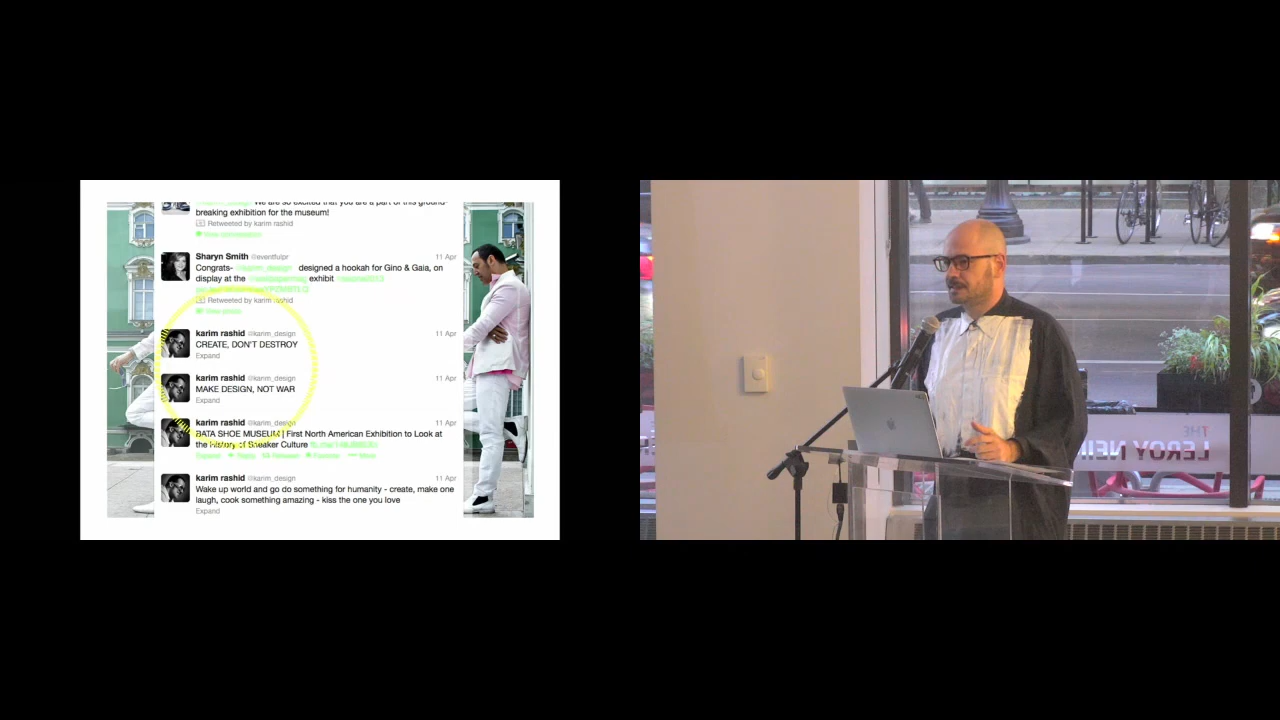 We are so excited that you are a part of this ground-
breaking exhibition for the museum!
Retweeted by karim rashid
Sharyn Smith @eventfulpr 11 Apr
Congrats- designed a hookah for Gino & Gaia, on
display at the exhibit
Retweeted by karim rashid
karim rashid @karim_design 11 Apr
CREATE, DON'T DESTROY
Expand
karim rashid @karim_design 11 Apr
MAKE DESIGN, NOT WAR
Expand
karim rashid @karim_design 11 Apr
BATA SHOE MUSEUM | First North American Exhibition to Look at
the History of Sneaker Culture
karim rashid @karim_design 11 Apr
Wake up world and go do something for humanity - create, make one
laugh, cook something amazing - kiss the one you love
Expand
THE
LEROY NEIM